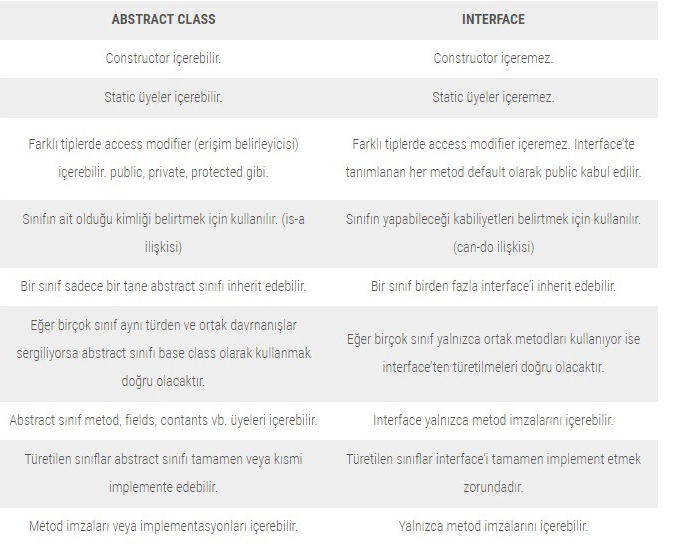 ABSTRACT CLASS
INTERFACE
Constructor içerebilir.
Constructor içeremez.
Static üyeler içerebilir.
Static üyeler içeremez.
Farklı tiplerde access modifier (erişim belirleyicisi)
içerebilir. public, private, protected gibi.
Farklı tiplerde access modifier içeremez. Interface'te
tanımlanan her metod default olarak public kabul edilir.
Sınıfın ait olduğu kimliği belirtmek için kullanılır. (is-a
ilişkisi)
Sınıfın yapabileceği kabiliyetleri belirtmek için kullanılır.
(can-do ilişkisi)
Bir sınıf sadece bir tane abstract sınıfı inherit edebilir.
Bir sınıf birden fazla interface'i inherit edebilir.
Eğer birçok sınıf aynı türden ve ortak davrnanışlar
sergiliyorsa abstract sınıfı base class olarak kullanmak
doğru olacaktır.
Eğer birçok sınıf yalnızca ortak metodları kullanıyor ise
interface'ten türetilmeleri doğru olacaktır.
Abstract sınıf metod, fields, contants vb. üyeleri içerebilir.
Interface yalnızca metod imzalarını içerebilir.
Türetilen sınıflar abstract sınıfı tamamen veya kısmi
implemente edebilir.
Türetilen sınıflar interface'i tamamen implement etmek
zorundadır.
Metod imzaları veya implementasyonları içerebilir.
Yalnızca metod imzalarını içerebilir.